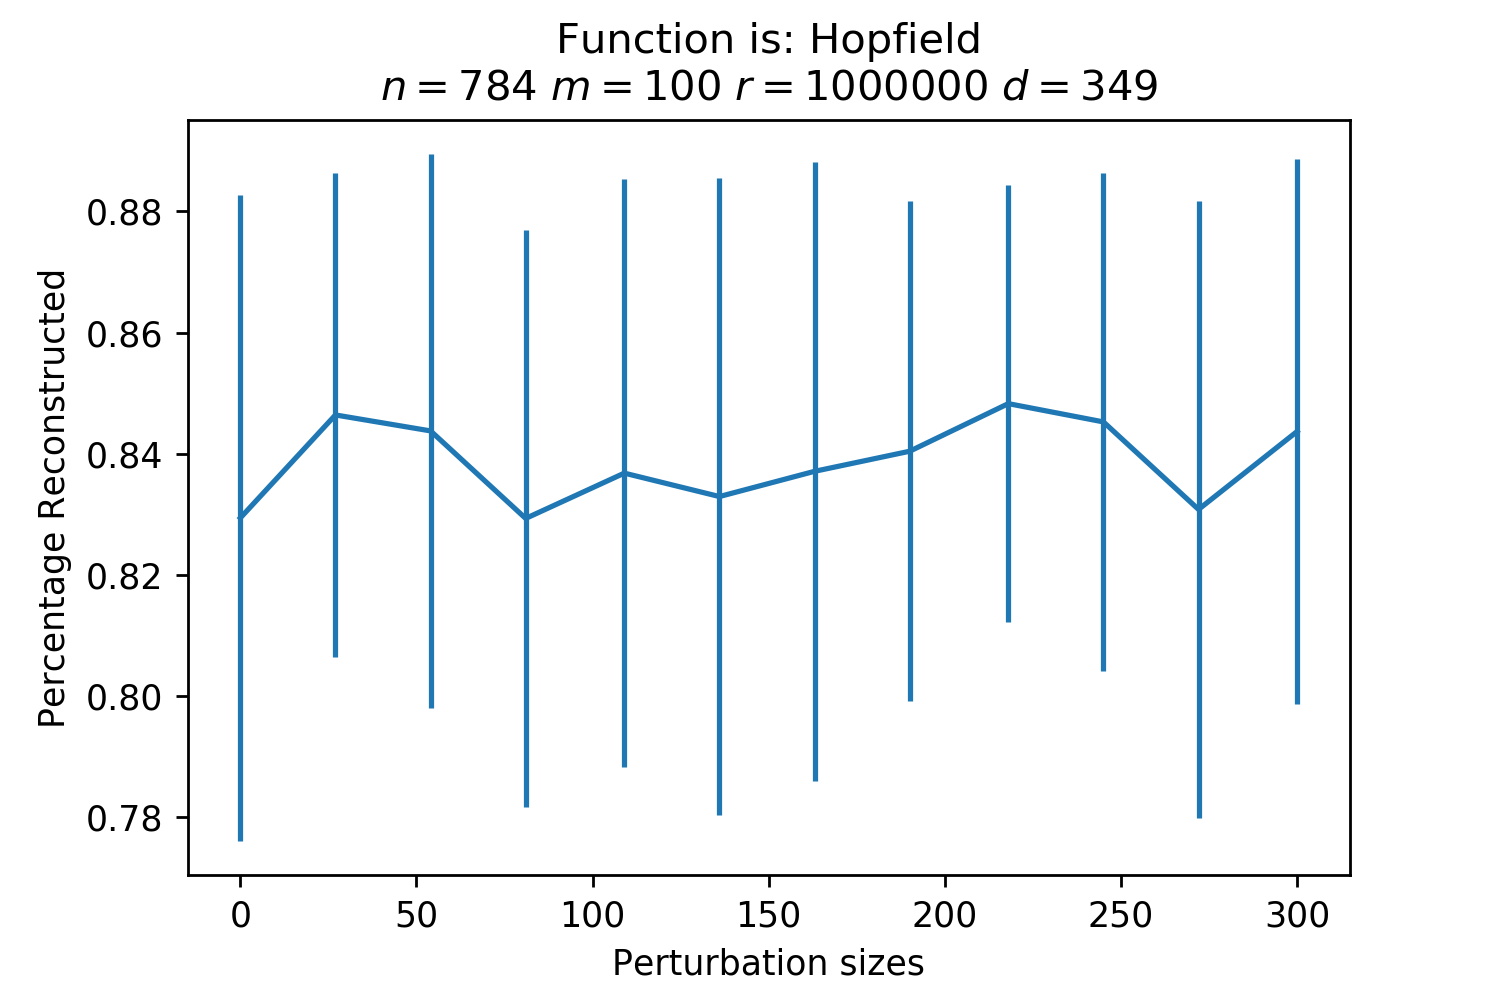 Function is: Hopfield
n = 784 m = 100 r = 1000000 d = 349
Percentage Reconstructed
0.88
0.86
0.84
0.82
0.80
0.78
0 50 100 150 200 250 300
Perturbation sizes